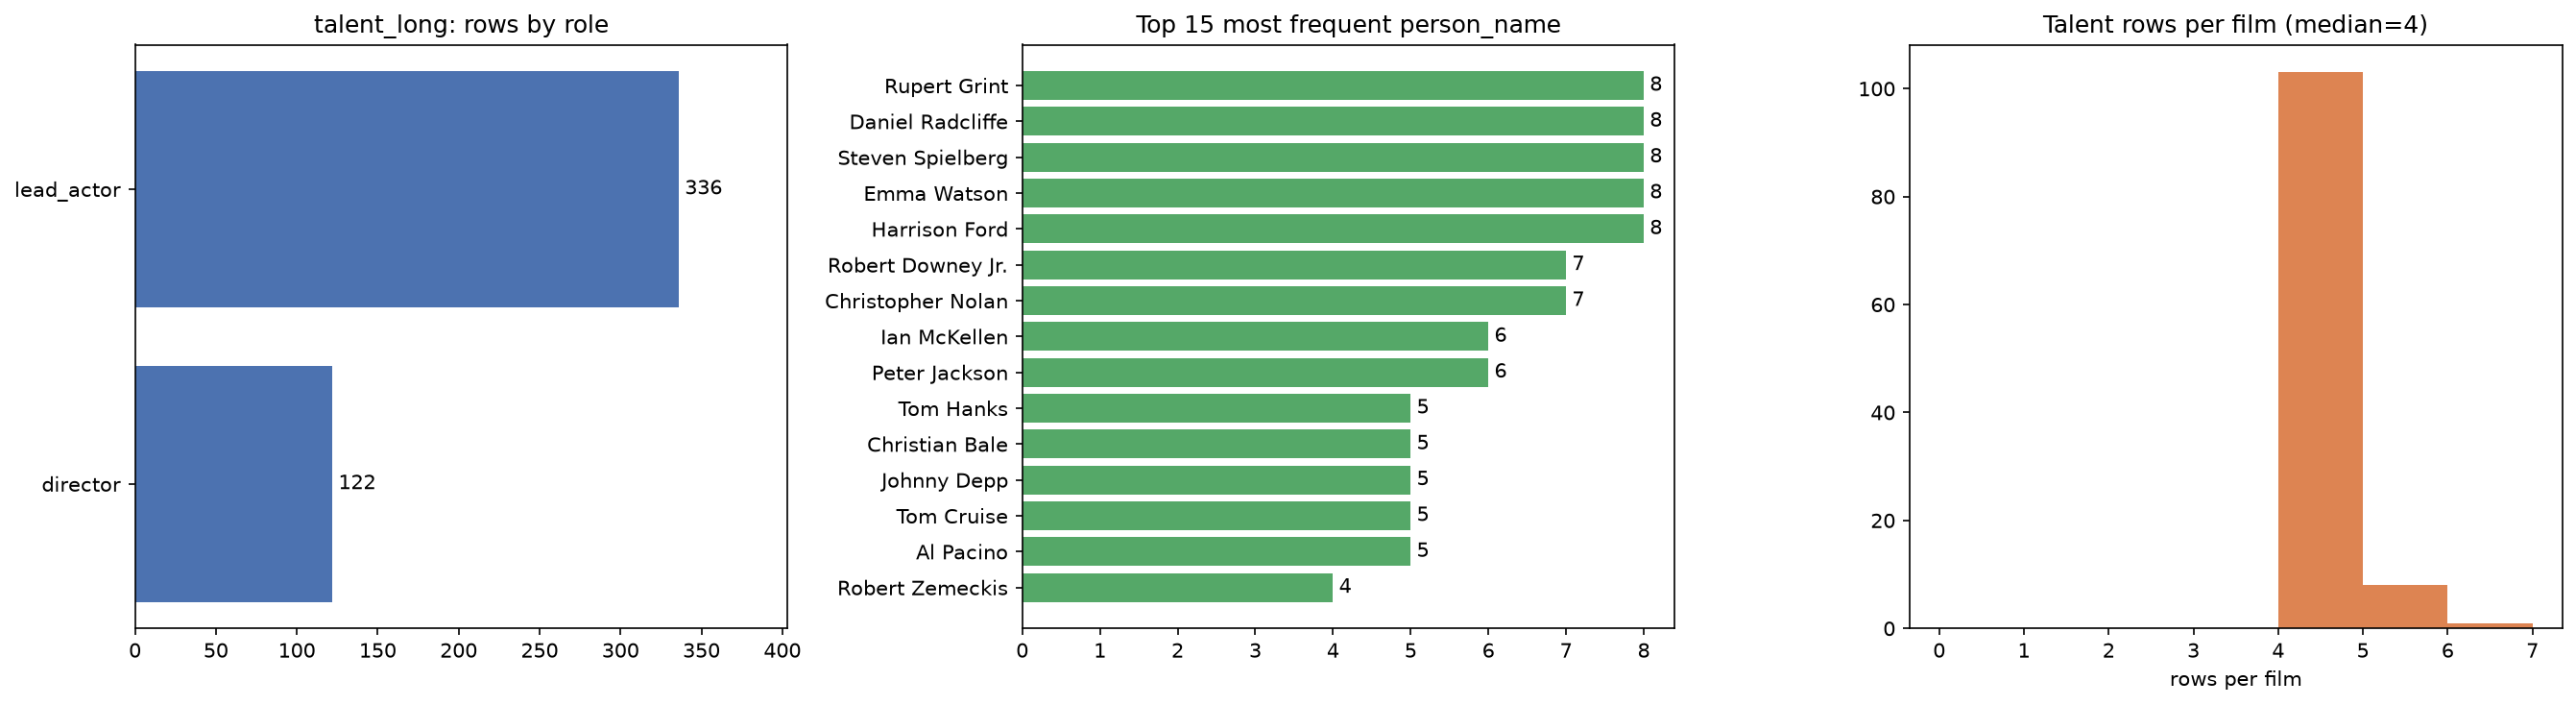 talent_long: rows by role
lead_actor
336
director
122
0 50 100 150 200 250 300 350 400
Top 15 most frequent person_name
Rupert Grint 8
Daniel Radcliffe 8
Steven Spielberg 8
Emma Watson 8
Harrison Ford 8
Robert Downey Jr. 7
Christopher Nolan 7
Ian McKellen 6
Peter Jackson 6
Tom Hanks 5
Christian Bale 5
Johnny Depp 5
Tom Cruise 5
Al Pacino 5
Robert Zemeckis 4
0 1 2 3 4 5 6 7 8
Talent rows per film (median=4)
100
80
60
40
20
0
0 1 2 3 4 5 6 7
rows per film